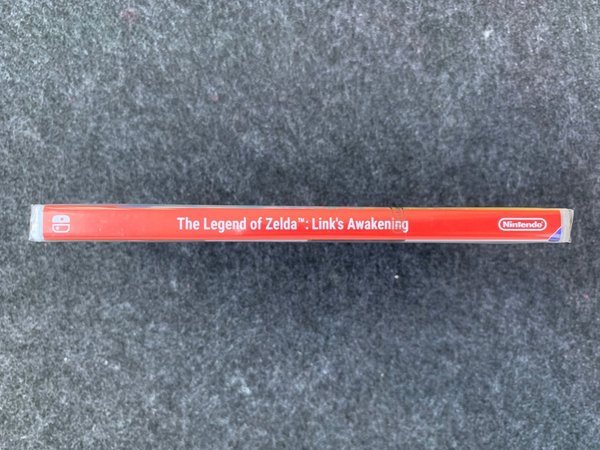 The Legend of Zelda™: Link's Awakening
Nintendo